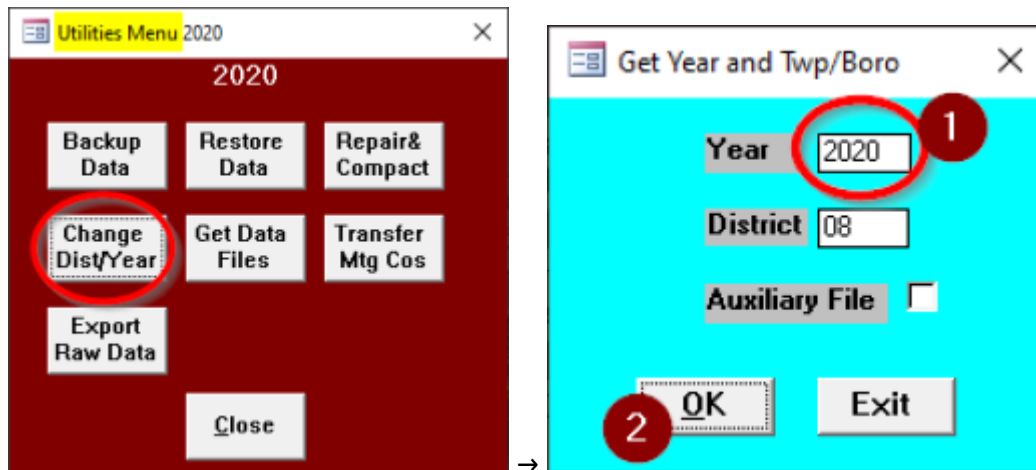 Utilities Menu 2020
2020
Backup
Data
Restore
Data
Repair&
Compact
Change
Dist/Year
Get Data
Files
Transfer
Mtg Cos
Export
Raw Data
Close
→
Get Year and Twp/Boro
1
Year 2020
District 08
Auxiliary File
2
OK
Exit